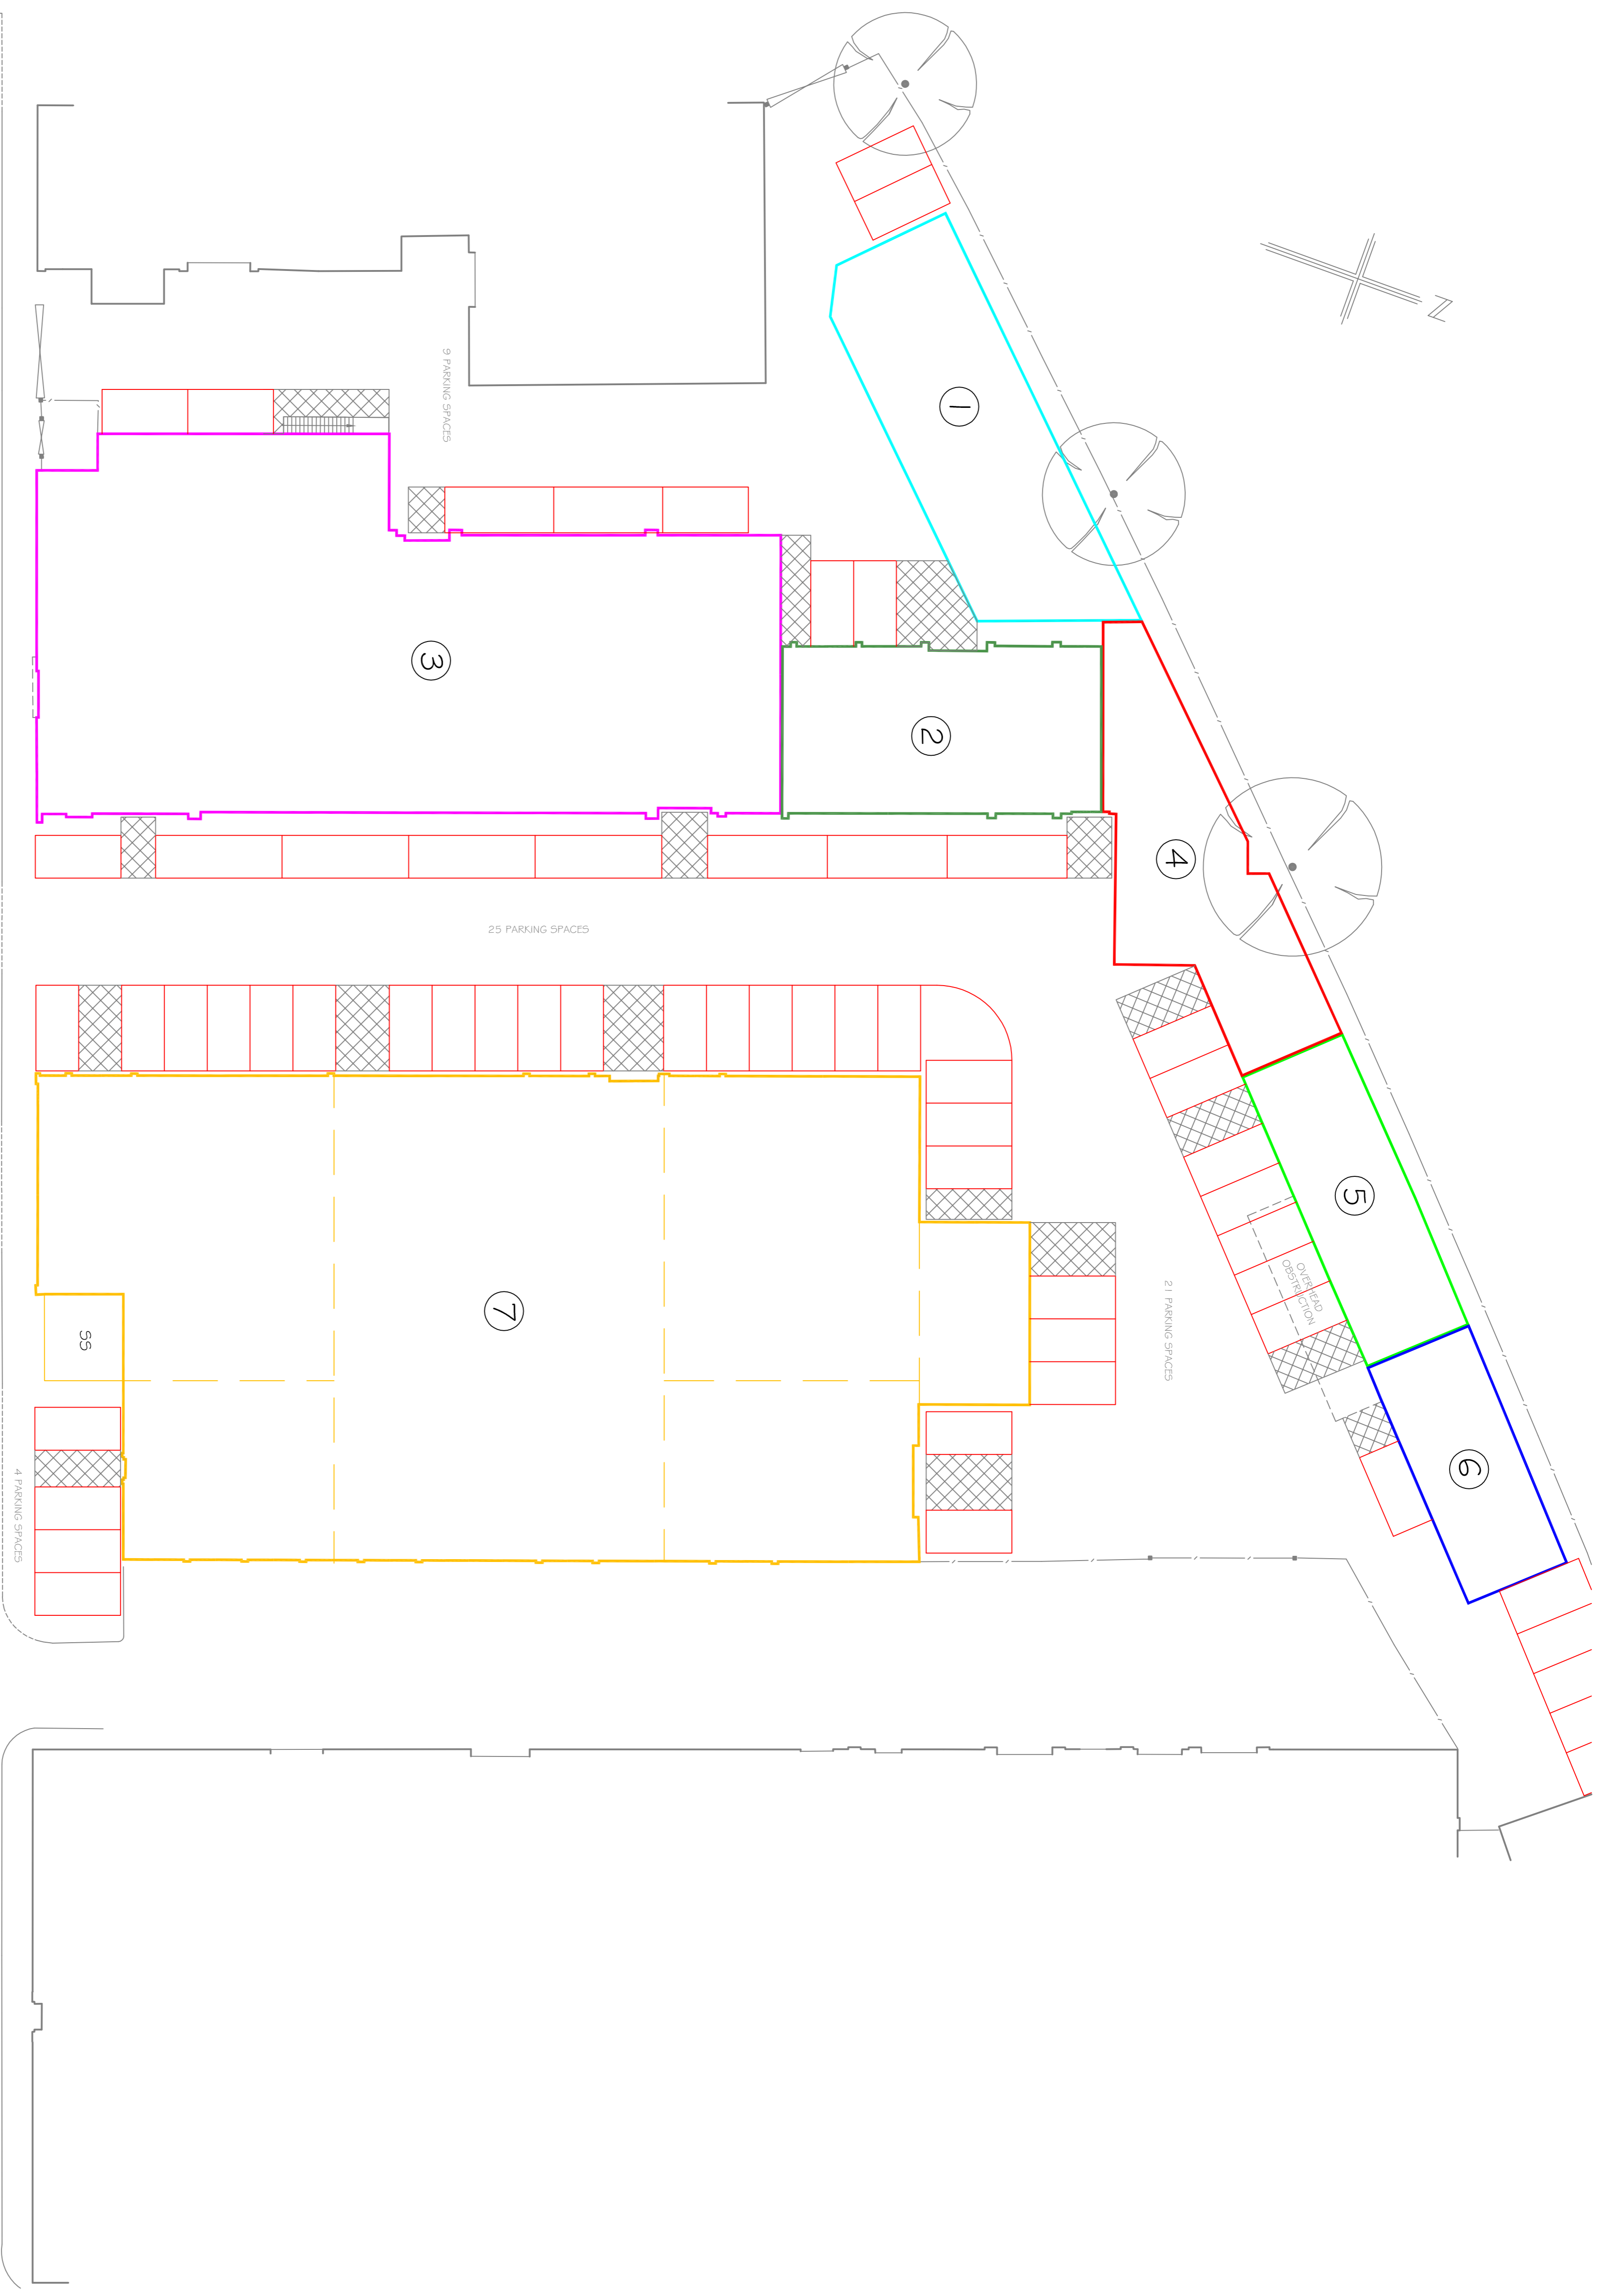 N
1
9 PARKING SPACES
3
2
4
25 PARKING SPACES
5
OVERHEAD
OBSTRUCTION
7
21 PARKING SPACES
SS
6
4 PARKING SPACES